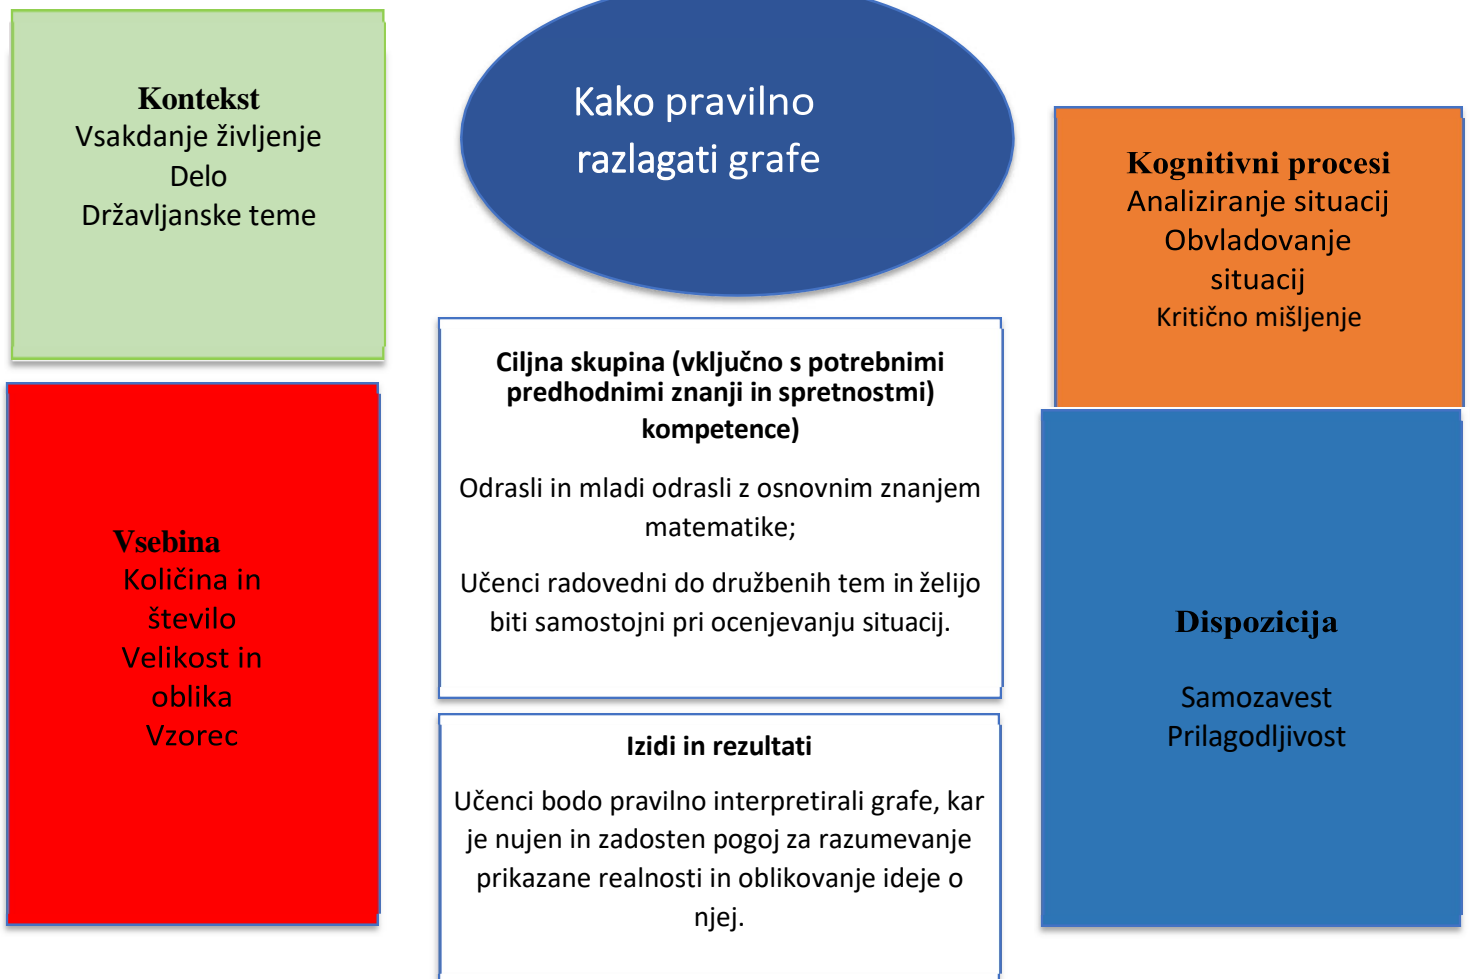 Kontekst
Vsakdanje življenje
Delo
Državljanske teme
Kako pravilno
razlagati grafe
Kognitivni procesi
Analiziranje situacij
Obvladovanje
situacij
Kritično mišljenje
Ciljna skupina (vključno s potrebnimi
predhodnimi znanji in spretnostmi)
kompetence)
Odrasli in mladi odrasli z osnovnim znanjem
matematike;
Učenci radovedni do družbenih tem in želijo
biti samostojni pri ocenjevanju situacij.
Vsebina
Količina in
število
Velikost in
oblika
Vzorec
Dispozicija
Samozavest
Prilagodljivost
Izidi in rezultati
Učenci bodo pravilno interpretirali grafe, kar
je nujen in zadosten pogoj za razumevanje
prikazane realnosti in oblikovanje ideje o
njej.